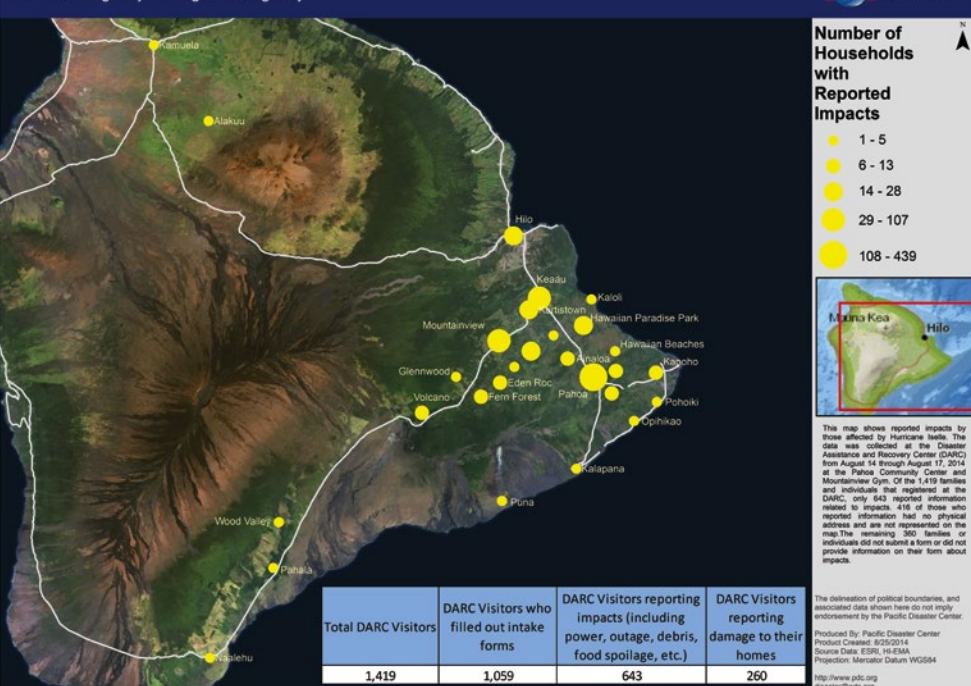 Number of
Households
with
Reported
Impacts
N
1 - 5
6 - 13
14 - 28
29 - 107
108 - 439
Kamuela
Alakuu
Hilo
Keaau
Kaloli
Kurtistown
Hawaiian Paradise Park
Mountainview
Hawaiian Beaches
Ainaloa
Kapoho
Glennwood
Eden Roc
Pahoa
Fern Forest
Volcano
Pohoiki
Opihikao
Kalapana
Puna
Wood Valley
Pahala
Naalehu
Mauna Kea
Hilo
This map shows reported impacts by
those affected by Hurricane Iselle. The
data was collected at the Disaster
Assistance and Recovery Center (DARC)
from August 14 through August 17, 2014
at the Pahoa Community Center and
Mountainview Gym. Of the 1,419 families
and individuals that registered at the
DARC, only 643 reported information
related to impacts. 416 of those who
reported information had no physical
address and are not represented on the
map.The remaining 360 families or
individuals did not submit a form or did not
provide information on their form about
impacts.
The delineation of political boundaries, and
associated data shown here do not imply
endorsement by the Pacific Disaster Center.
Produced By: Pacific Disaster Center
Product Created: 8/25/2014
Source Data: ESRI, HI-EMA
Projection: Mercator Datum WGS84
http://www.pdc.org
Total DARC Visitors
DARC Visitors who
filled out intake
forms
DARC Visitors reporting
impacts (including
power, outage, debris,
food spoilage, etc.)
DARC Visitors
reporting
damage to their
homes
1,419
1,059
643
260